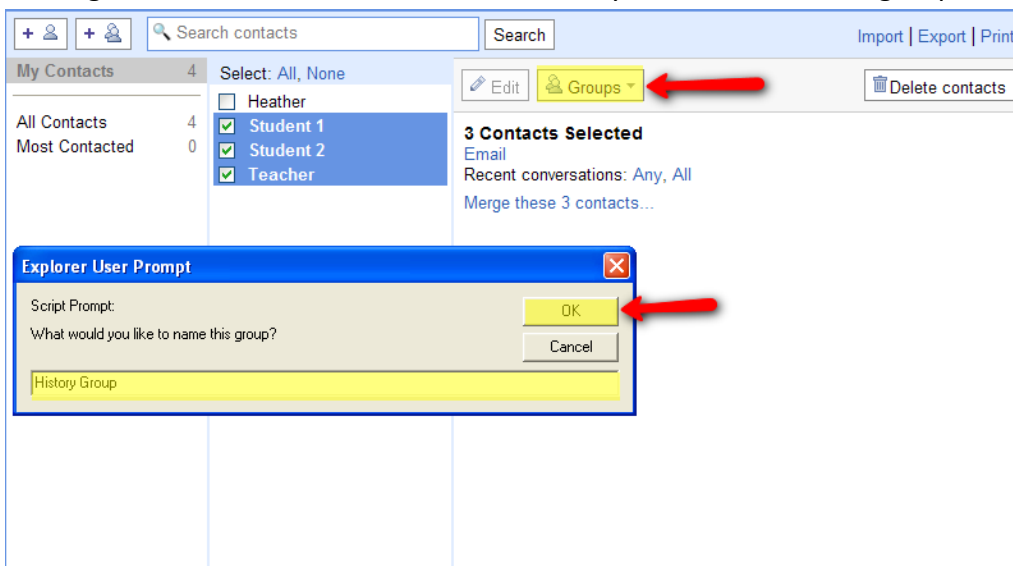 + +
Search contacts
Search
Import | Export | Print
My Contacts 4
All Contacts 4
Most Contacted 0
Select: All, None
Heather
Student 1
Student 2
Teacher
Edit
Groups
Delete contacts
3 Contacts Selected
Email
Recent conversations: Any, All
Merge these 3 contacts...
Explorer User Prompt
Script Prompt:
What would you like to name this group?
OK
Cancel
History Group